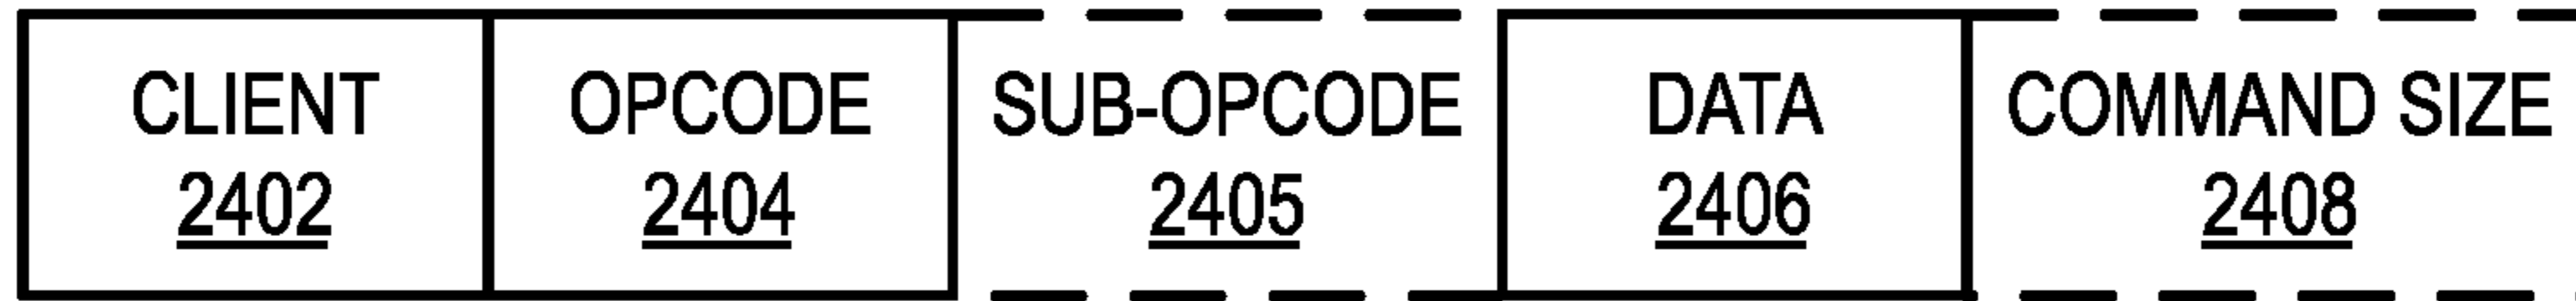 CLIENT OPCODE SUB-OPCODE DATA COMMAND SIZE
2402 2404 2405 2406 2408